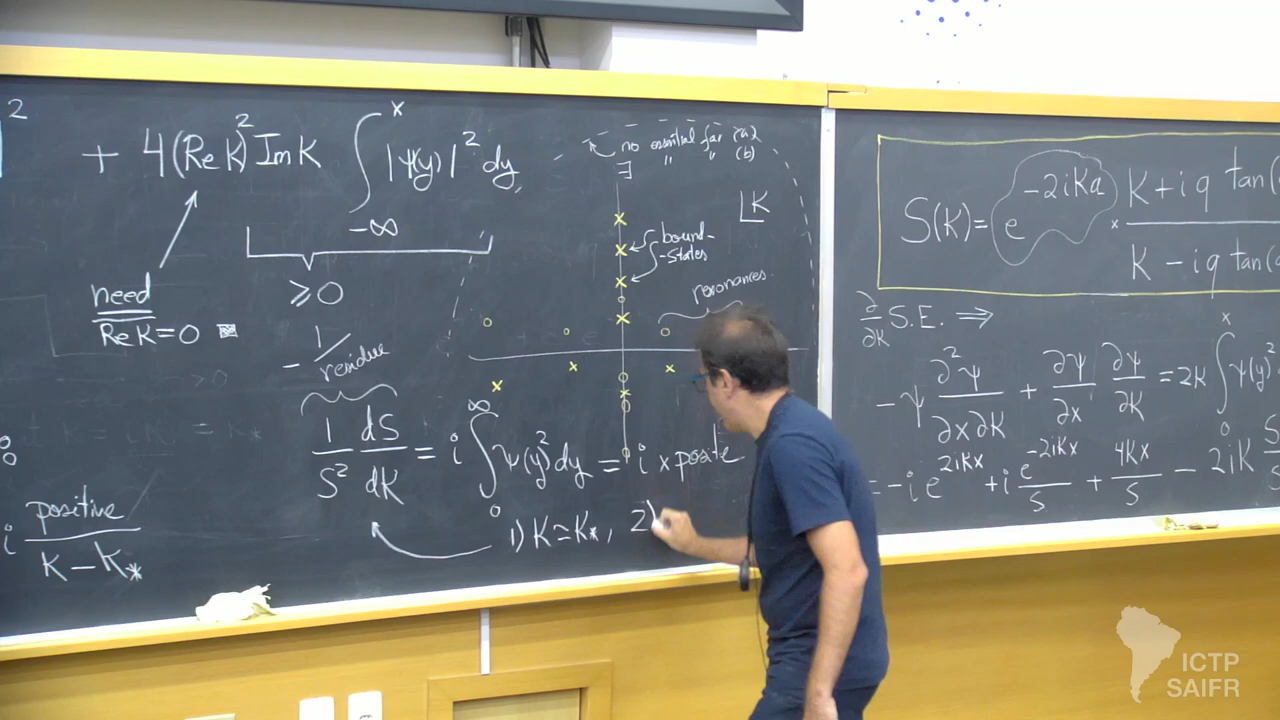 |² + 4(Re k)² Im K ∫_{-∞}^{x} |ψ(y)|² dy,
need
Re K = 0
≥ 0
no essential for (a)
∃ " " (b)
K
bound-
-states
resonances
- 1/residue
1/S² dS/dK = i ∫_0^∞ ψ(y)² dy = i × posite
i positive / (K - K*)
1) K ≃ K*, 2)
S(K) = e^{-2iKa} × (K + iq tan( / K - iq tan(
∂/∂k S.E. ⇒
-ψ ∂²ψ/∂x∂K + ∂ψ/∂x ∂ψ/∂K = 2K ∫_0^x ψ(y)²
= -i e^{2iKx} + i e^{-2iKx}/S + 4Kx/S - 2iK S
ICTP
SAIFR